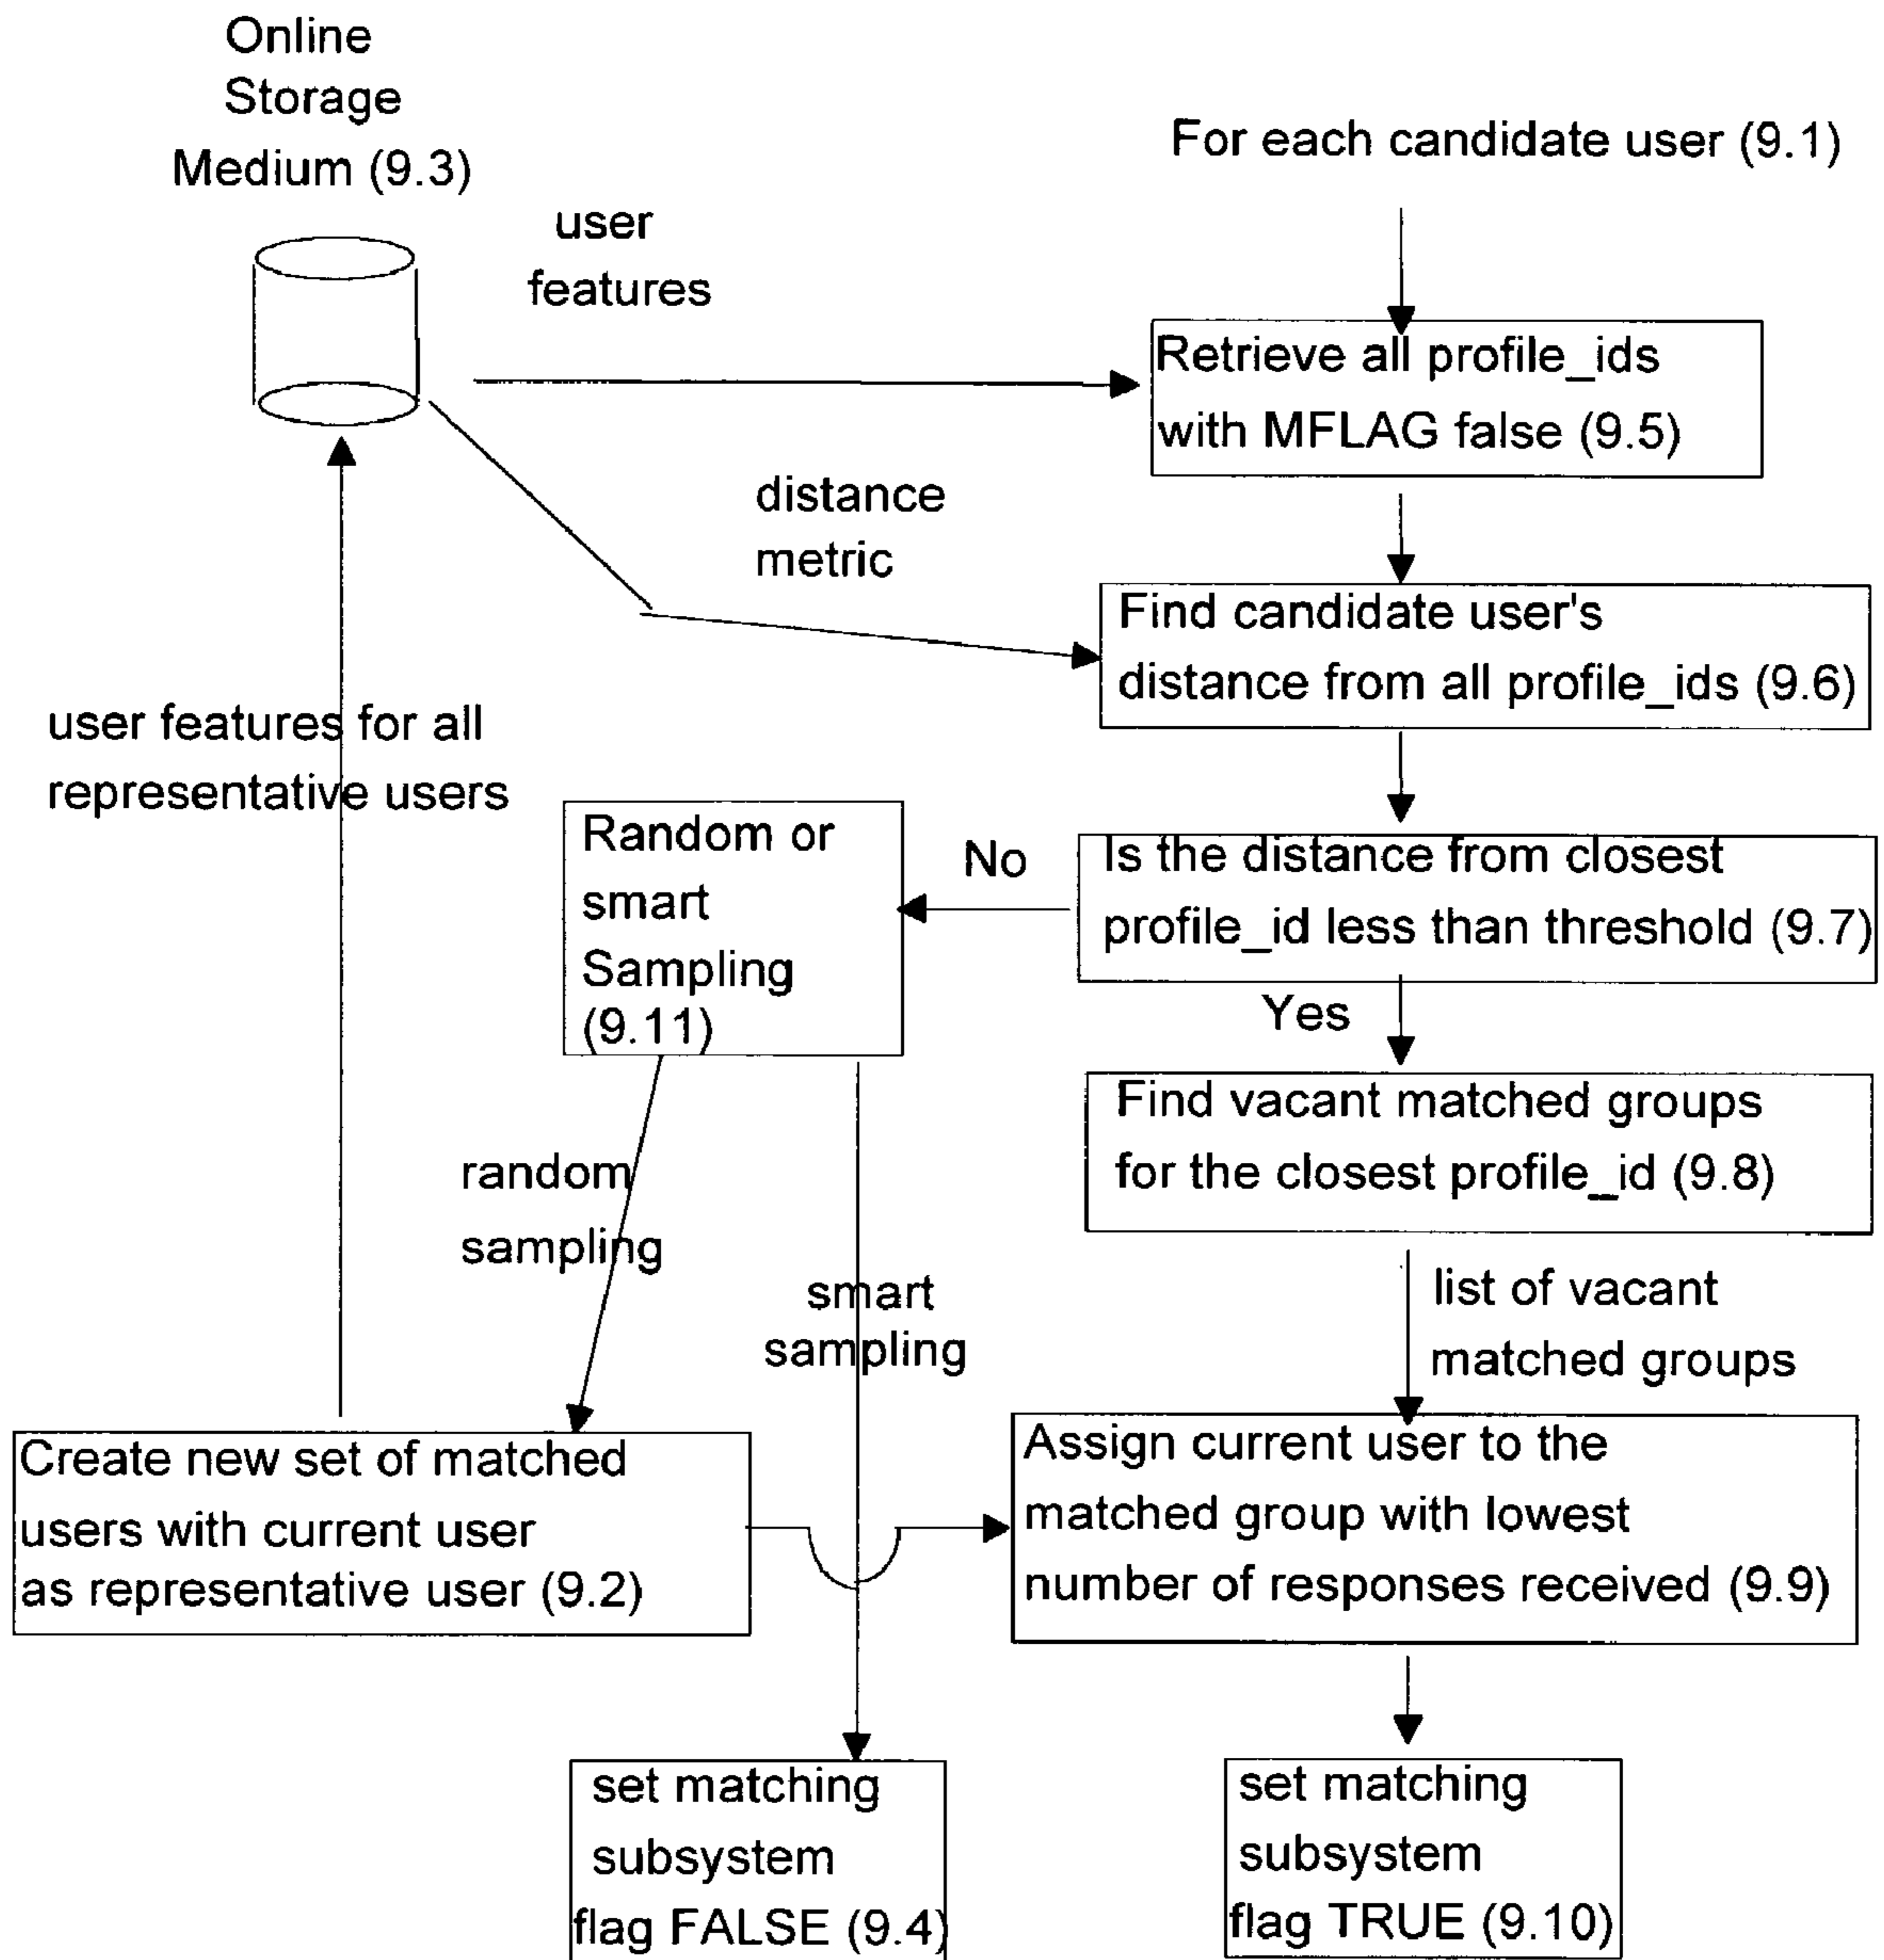 Online
Storage
Medium (9.3)
For each candidate user (9.1)
user
features
Retrieve all profile_ids
with MFLAG false (9.5)
distance
metric
Find candidate user's
distance from all profile_ids (9.6)
user features for all
representative users
Random or
smart
Sampling
(9.11)
No
Is the distance from closest
profile_id less than threshold (9.7)
Yes
Find vacant matched groups
for the closest profile_id (9.8)
random
sampling
smart
sampling
list of vacant
matched groups
Create new set of matched
users with current user
as representative user (9.2)
Assign current user to the
matched group with lowest
number of responses received (9.9)
set matching
subsystem
flag FALSE (9.4)
set matching
subsystem
flag TRUE (9.10)